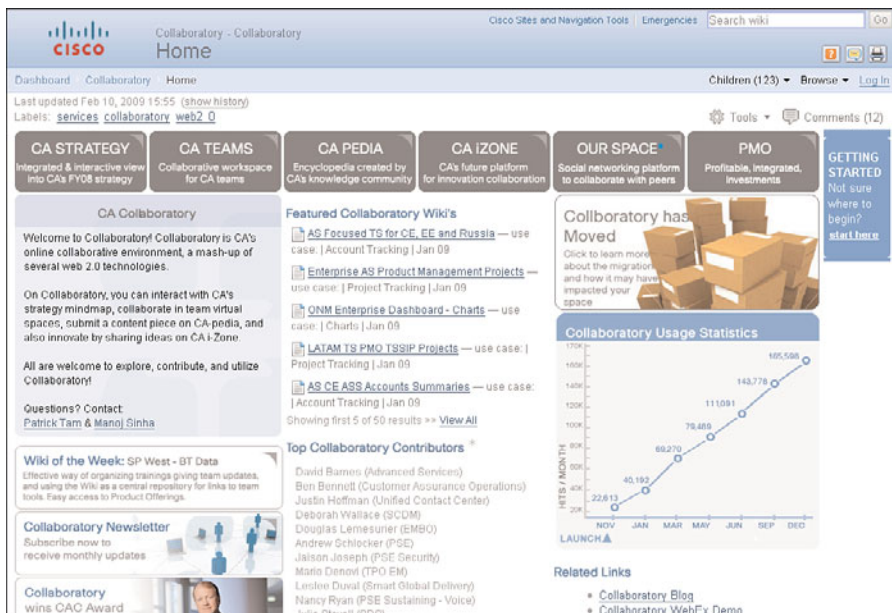 CISCO
Collaboratory - Collaboratory
Home
Cisco Sites and Navigation Tools | Emergencies
Search wiki
Go
Dashboard Collaboratory Home
Children (123) Browse Log In
Last updated Feb 10, 2009 15:55 (show history)
Labels: services collaboratory web2_0
Tools Comments (12)
CA STRATEGY
Integrated & interactive view
into CA's FY08 strategy
CA TEAMS
Collaborative workspace
for CA teams
CA PEDIA
Encyclopedia created by
CA's knowledge community
CA iZONE
CA's future platform
for innovation collaboration
OUR SPACE
Social networking platform
to collaborate with peers
PMO
Profitable, integrated,
investments
GETTING
STARTED
Not sure
where to
begin?
start here
CA Collaboratory
Welcome to Collaboratory! Collaboratory is CA's
online collaborative environment, a mash-up of
several web 2.0 technologies.
On Collaboratory, you can interact with CA's
strategy mindmap, collaborate in team virtual
spaces, submit a content piece on CA-pedia, and
also innovate by sharing ideas on CA i-Zone.
All are welcome to explore, contribute, and utilize
Collaboratory!
Questions? Contact:
Patrick Tam & Manoj Sinha
Wiki of the Week: SP West - BT Data
Effective way of organizing trainings giving team updates,
and using the Wiki as a central repository for links to team
tools. Easy access to Product Offerings.
Collaboratory Newsletter
Subscribe now to
receive monthly updates
Collaboratory
wins CAC Award
Featured Collaboratory Wiki's
AS Focused TS for CE, EE and Russia — use
case: | Account Tracking | Jan 09
Enterprise AS Product Management Projects —
use case: | Project Tracking | Jan 09
ONM Enterprise Dashboard - Charts — use
case: | Charts | Jan 09
LATAM TS PMO TSSIP Projects — use case: |
Project Tracking | Jan 09
AS CE ASS Accounts Summaries — use case:
| Account Tracking | Jan 09
Showing first 5 of 50 results >> View All
Top Collaboratory Contributors
David Barnes (Advanced Services)
Ben Bennett (Customer Assurance Operations)
Justin Hoffman (Unified Contact Center)
Deborah Wallace (SCDM)
Douglas Lemesurier (EMBO)
Andrew Schlocker (PSE)
Jaison Joseph (PSE Security)
Mario Denovi (TPO EM)
Leslee Duval (Smart Global Delivery)
Nancy Ryan (PSE Sustaining - Voice)
Collboratory has
Moved
Click to learn more
about the migration
and how it may have
impacted your
space
Collaboratory Usage Statistics
HITS / MONTH
170K
160K
140K
120K
100K
80K
60K
40K
20K
22,613
40,192
69,270
79,489
111,091
143,778
165,598
NOV JAN MAR MAY JUN SEP DEC
LAUNCH
Related Links
Collaboratory Blog
Collaboratory WebEx Demo